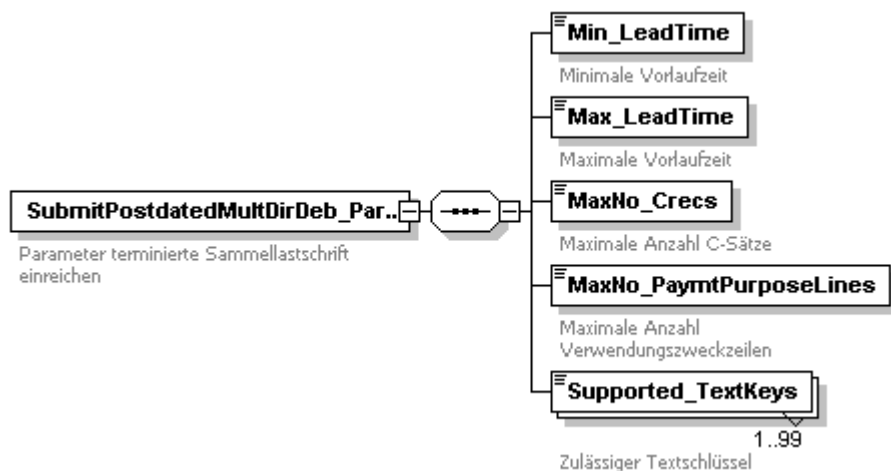 Min_LeadTime
Minimale Vorlaufzeit
Max_LeadTime
Maximale Vorlaufzeit
SubmitPostdatedMultDirDeb_Par..
Parameter terminierte Sammellastschrift
einreichen
MaxNo_Crecs
Maximale Anzahl C-Sätze
MaxNo_PaymtPurposeLines
Maximale Anzahl
Verwendungszweckzeilen
Supported_TextKeys
1..99
Zulässiger Textschlüssel